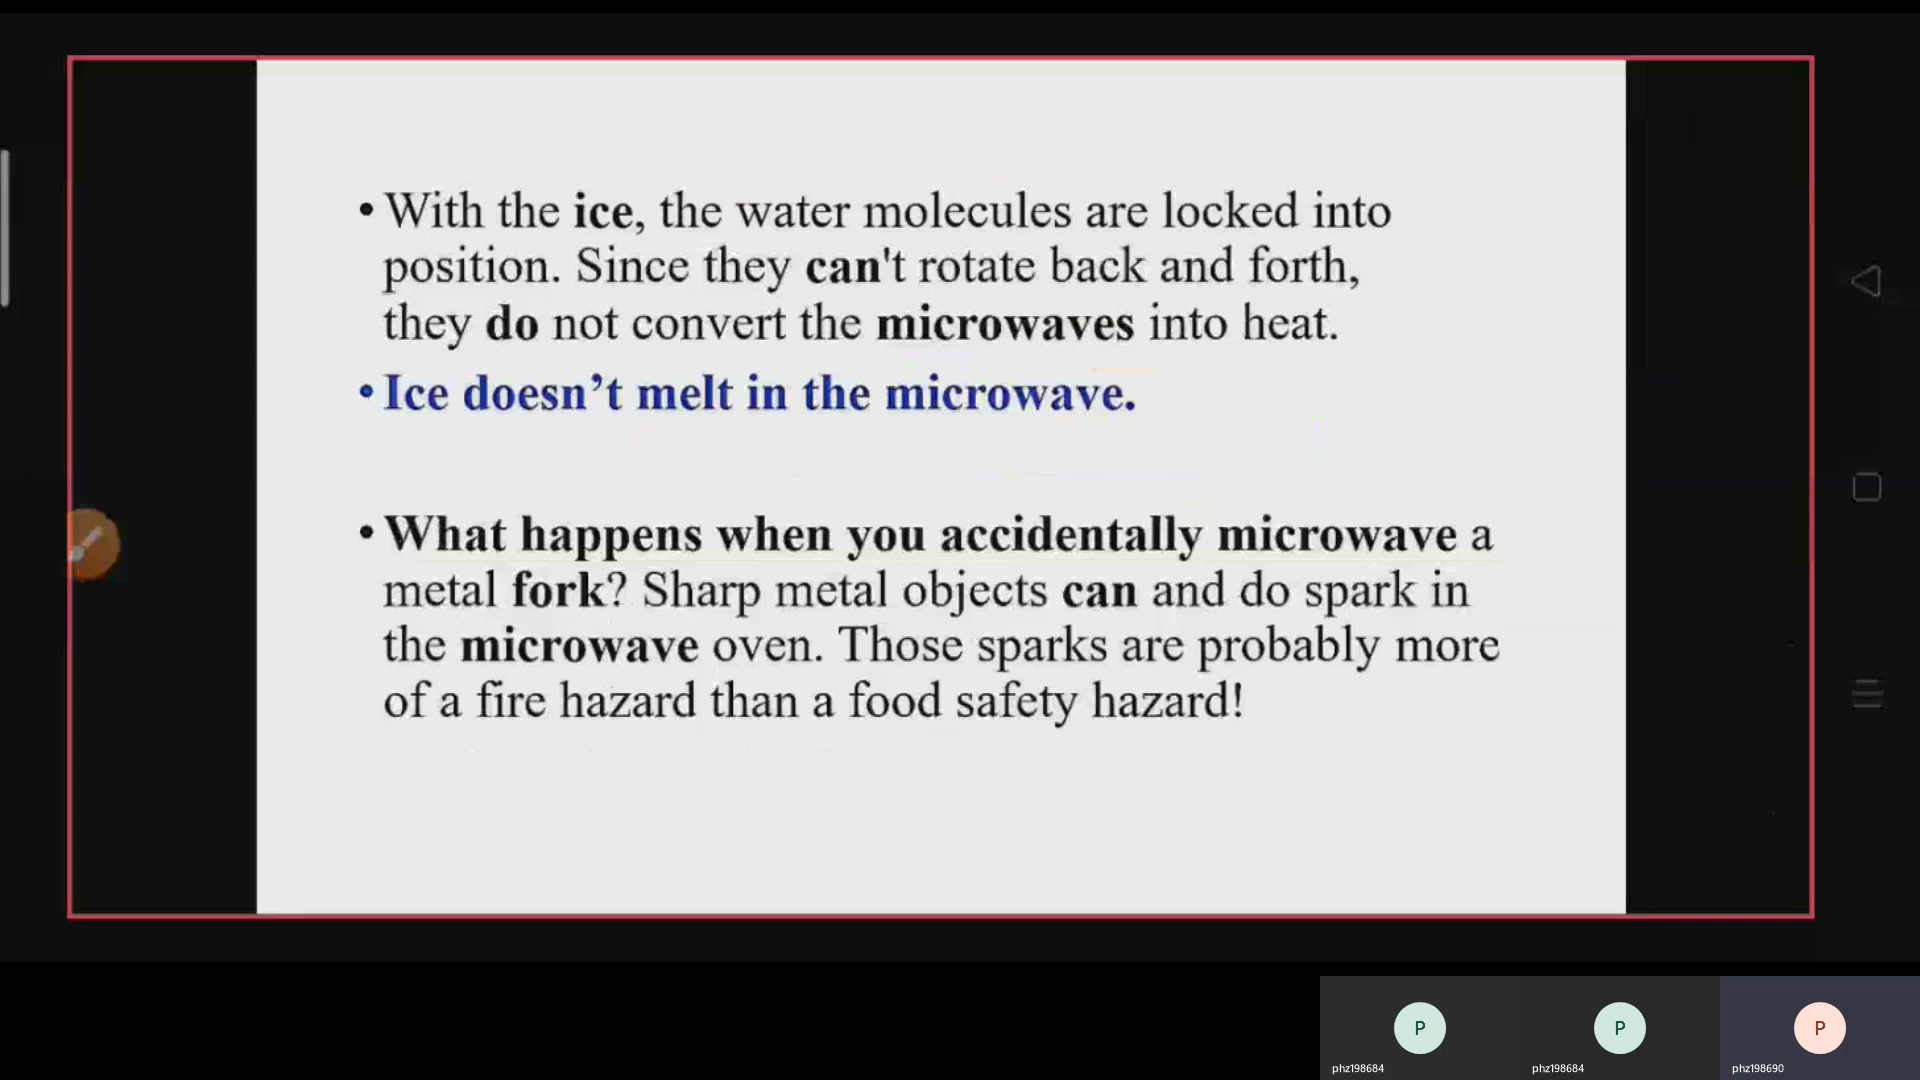 • With the ice, the water molecules are locked into
position. Since they can't rotate back and forth,
they do not convert the microwaves into heat.
• Ice doesn’t melt in the microwave.
• What happens when you accidentally microwave a
metal fork? Sharp metal objects can and do spark in
the microwave oven. Those sparks are probably more
of a fire hazard than a food safety hazard!
P
P
P
phz198684
phz198684
phz198690